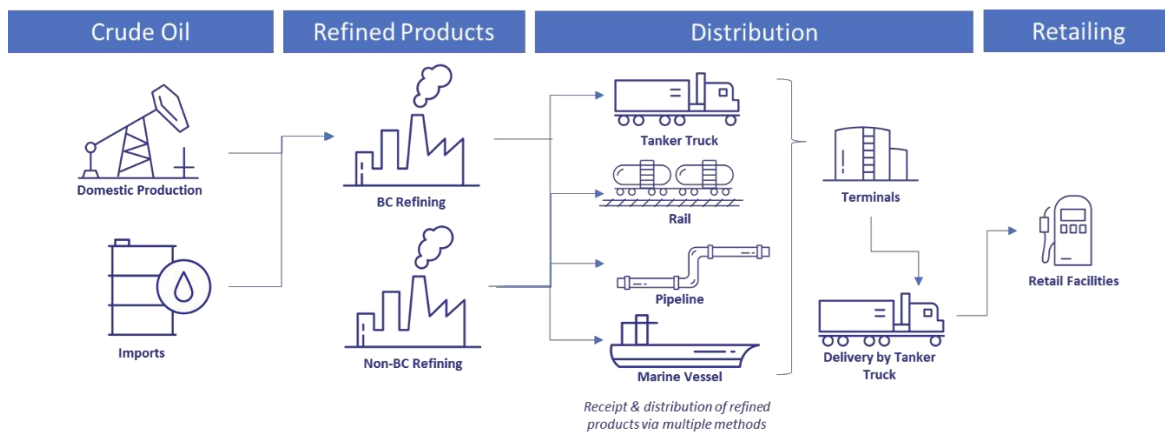 Crude Oil
Refined Products
Distribution
Retailing
Domestic Production
Imports
BC Refining
Non-BC Refining
Tanker Truck
Rail
Pipeline
Marine Vessel
Receipt & distribution of refined
products via multiple methods
Terminals
Delivery by Tanker
Truck
Retail Facilities